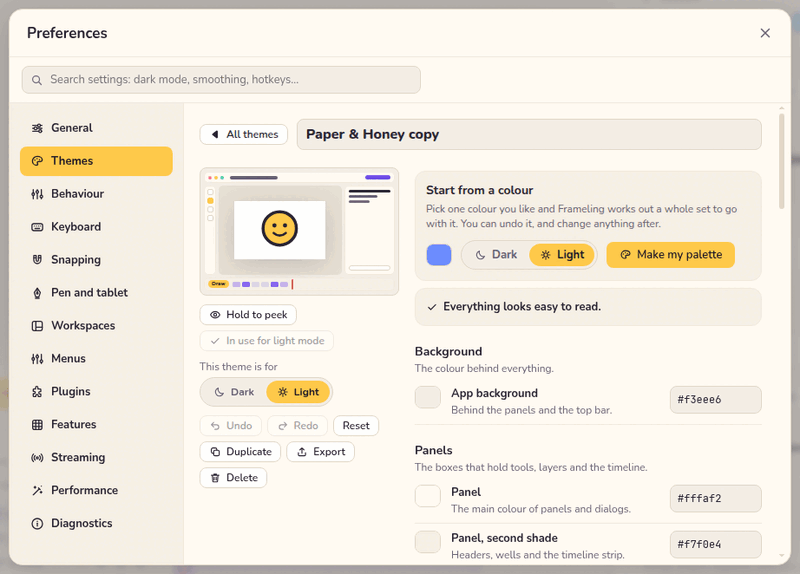 Preferences
Search settings: dark mode, smoothing, hotkeys...
General
Themes
Behaviour
Keyboard
Snapping
Pen and tablet
Workspaces
Menus
Plugins
Features
Streaming
Performance
Diagnostics
All themes
Paper & Honey copy
Draw
Hold to peek
In use for light mode
This theme is for
Dark
Light
Undo
Redo
Reset
Duplicate
Export
Delete
Start from a colour
Pick one colour you like and Frameling works out a whole set to go
with it. You can undo it, and change anything after.
Dark
Light
Make my palette
Everything looks easy to read.
Background
The colour behind everything.
App background
Behind the panels and the top bar.
#f3eee6
Panels
The boxes that hold tools, layers and the timeline.
Panel
The main colour of panels and dialogs.
#fffaf2
Panel, second shade
Headers, wells and the timeline strip.
#f7f0e4